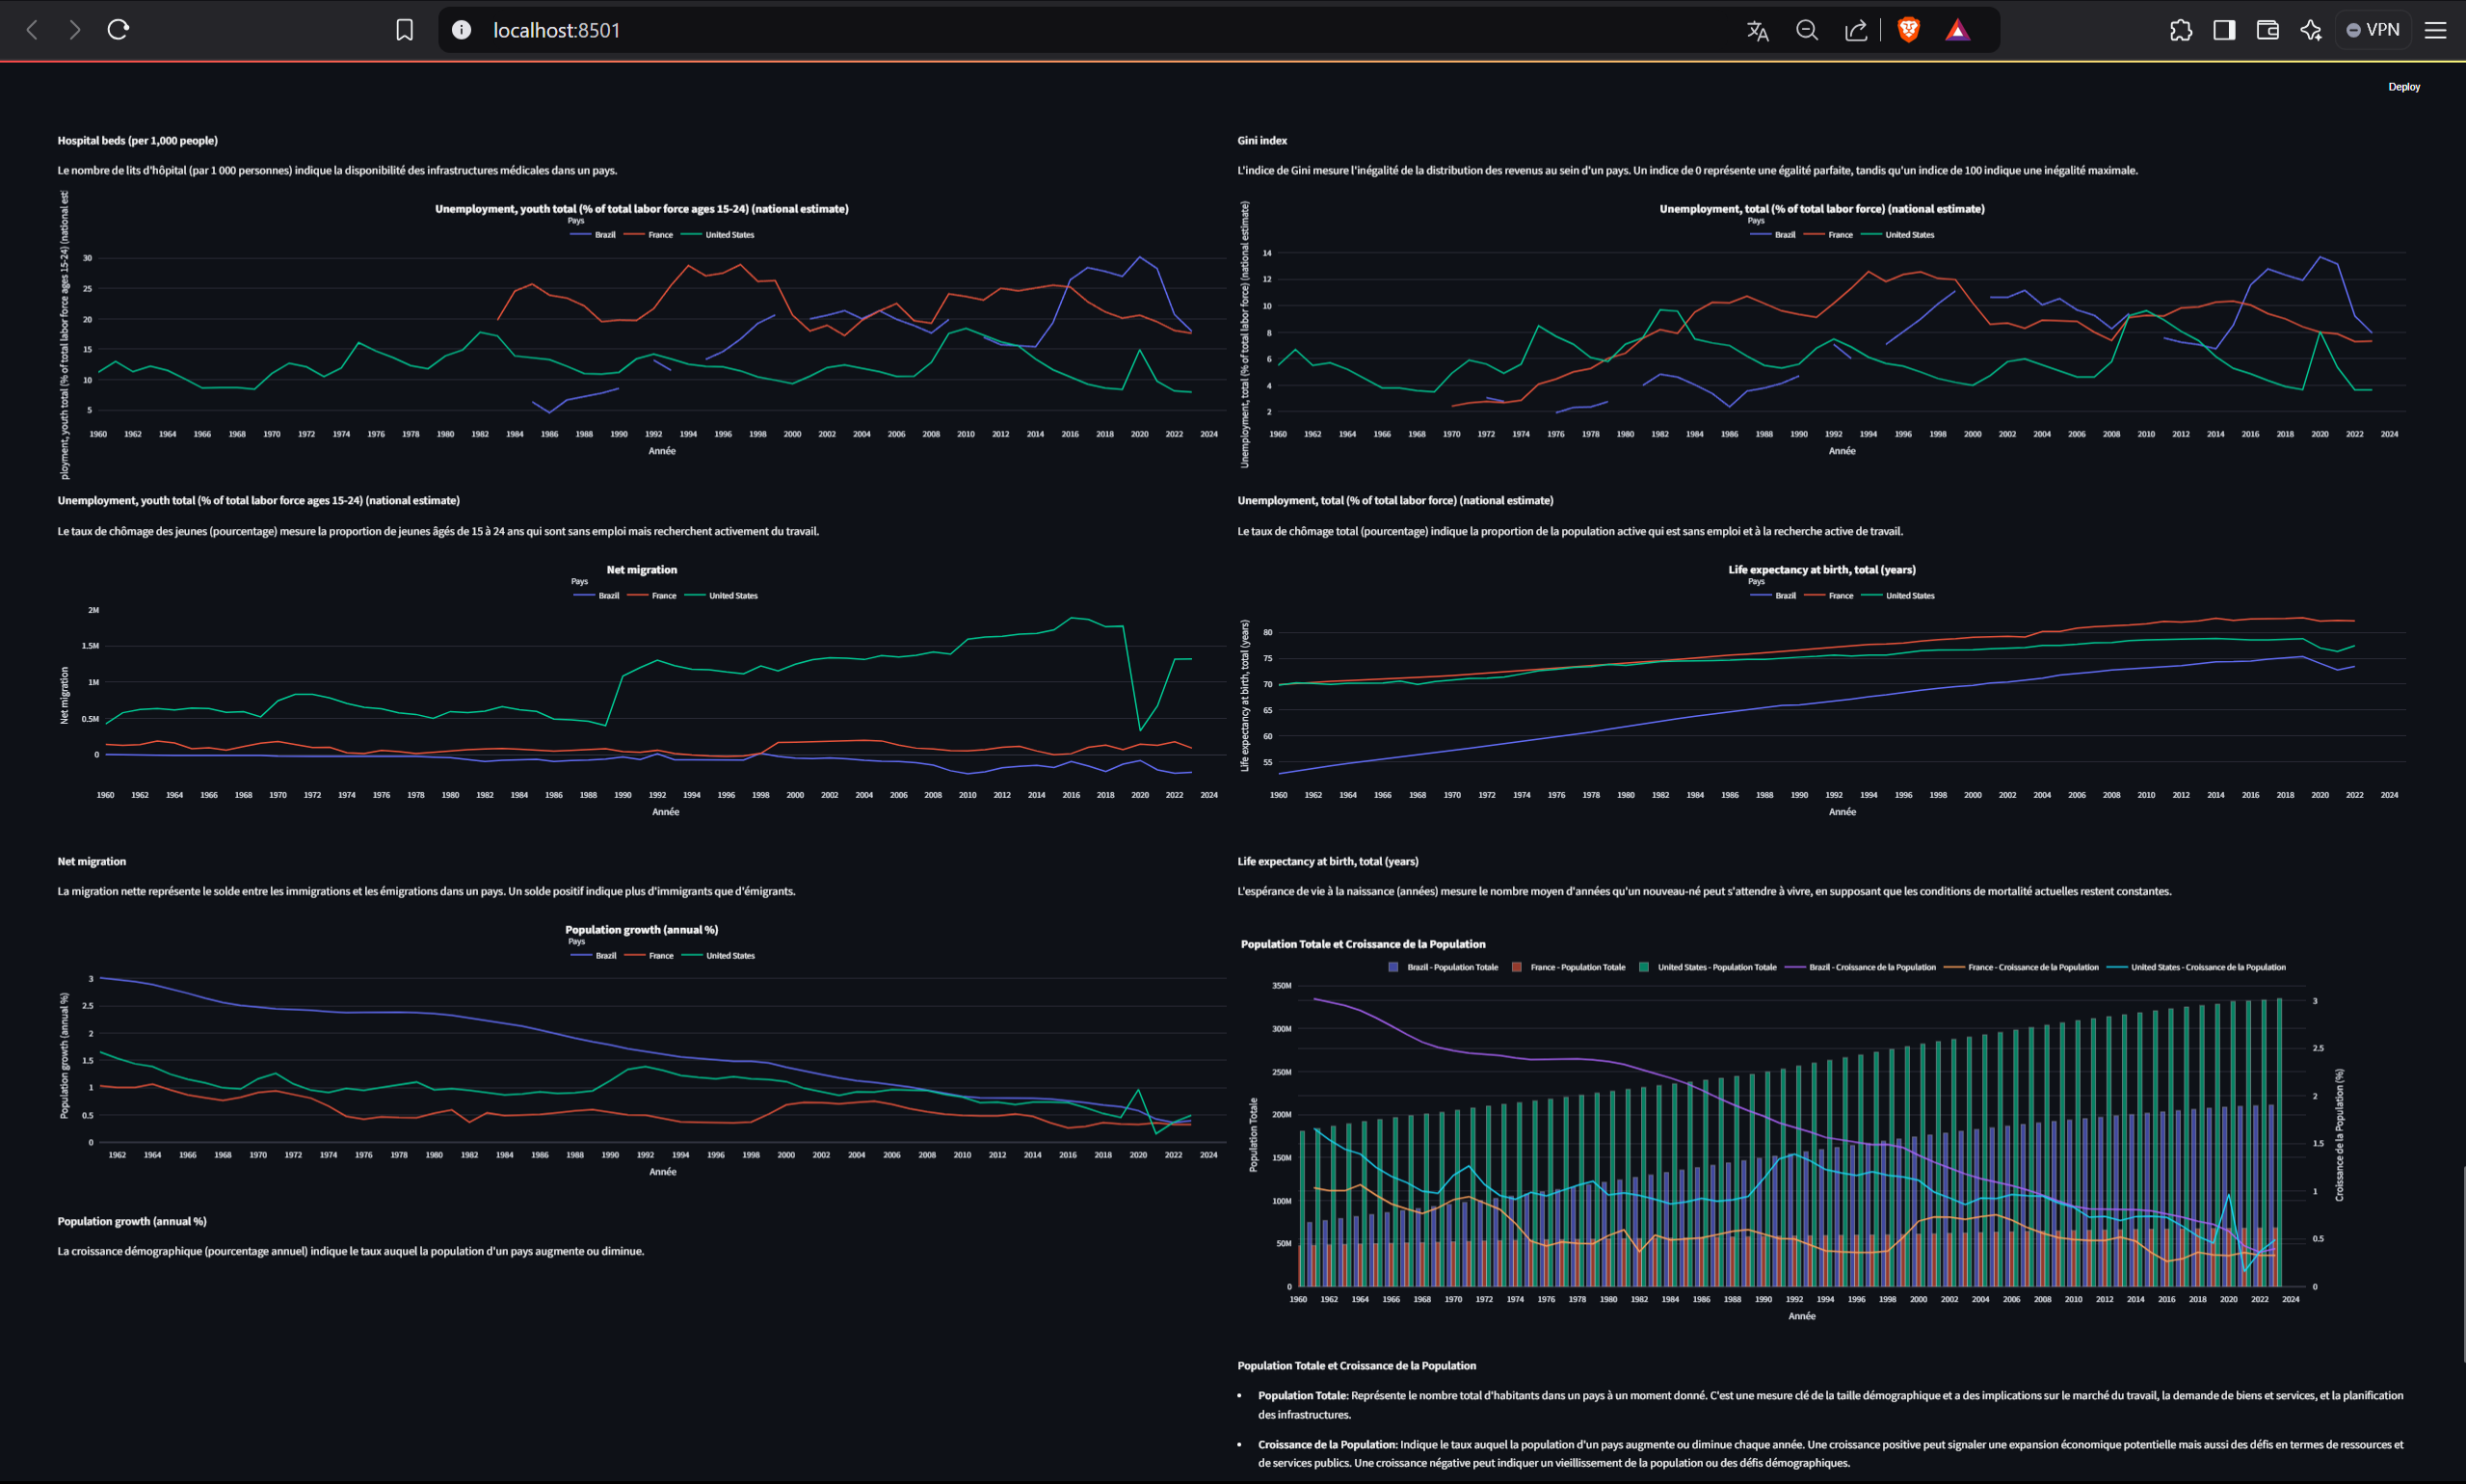 localhost:8501
VPN
Deploy
Hospital beds (per 1,000 people)
Le nombre de lits d'hôpital (par 1 000 personnes) indique la disponibilité des infrastructures médicales dans un pays.
Unemployment, youth total (% of total labor force ages 15-24) (national estimate)
Pays
Brazil France United States
ployment, youth total (% of total labor force ages 15-24) (national est
30
25
20
15
10
5
1960 1962 1964 1966 1968 1970 1972 1974 1976 1978 1980 1982 1984 1986 1988 1990 1992 1994 1996 1998 2000 2002 2004 2006 2008 2010 2012 2014 2016 2018 2020 2022 2024
Année
Unemployment, youth total (% of total labor force ages 15-24) (national estimate)
Le taux de chômage des jeunes (pourcentage) mesure la proportion de jeunes âgés de 15 à 24 ans qui sont sans emploi mais recherchent activement du travail.
Net migration
Pays
Brazil France United States
Net migration
2M
1.5M
1M
0.5M
0
1960 1962 1964 1966 1968 1970 1972 1974 1976 1978 1980 1982 1984 1986 1988 1990 1992 1994 1996 1998 2000 2002 2004 2006 2008 2010 2012 2014 2016 2018 2020 2022 2024
Année
Net migration
La migration nette représente le solde entre les immigrations et les émigrations dans un pays. Un solde positif indique plus d'immigrants que d'émigrants.
Population growth (annual %)
Pays
Brazil France United States
Population growth (annual %)
3
2.5
2
1.5
1
0.5
0
1962 1964 1966 1968 1970 1972 1974 1976 1978 1980 1982 1984 1986 1988 1990 1992 1994 1996 1998 2000 2002 2004 2006 2008 2010 2012 2014 2016 2018 2020 2022 2024
Année
Population growth (annual %)
La croissance démographique (pourcentage annuel) indique le taux auquel la population d'un pays augmente ou diminue.
Gini index
L'indice de Gini mesure l'inégalité de la distribution des revenus au sein d'un pays. Un indice de 0 représente une égalité parfaite, tandis qu'un indice de 100 indique une inégalité maximale.
Unemployment, total (% of total labor force) (national estimate)
Pays
Brazil France United States
Unemployment, total (% of total labor force) (national estimate)
14
12
10
8
6
4
2
1960 1962 1964 1966 1968 1970 1972 1974 1976 1978 1980 1982 1984 1986 1988 1990 1992 1994 1996 1998 2000 2002 2004 2006 2008 2010 2012 2014 2016 2018 2020 2022 2024
Année
Unemployment, total (% of total labor force) (national estimate)
Le taux de chômage total (pourcentage) indique la proportion de la population active qui est sans emploi et à la recherche active de travail.
Life expectancy at birth, total (years)
Pays
Brazil France United States
Life expectancy at birth, total (years)
80
75
70
65
60
55
1960 1962 1964 1966 1968 1970 1972 1974 1976 1978 1980 1982 1984 1986 1988 1990 1992 1994 1996 1998 2000 2002 2004 2006 2008 2010 2012 2014 2016 2018 2020 2022 2024
Année
Life expectancy at birth, total (years)
L'espérance de vie à la naissance (années) mesure le nombre moyen d'années qu'un nouveau-né peut s'attendre à vivre, en supposant que les conditions de mortalité actuelles restent constantes.
Population Totale et Croissance de la Population
Brazil - Population Totale France - Population Totale United States - Population Totale Brazil - Croissance de la Population France - Croissance de la Population United States - Croissance de la Population
Population Totale
350M
300M
250M
200M
150M
100M
50M
0
3
2.5
2
1.5
1
0.5
0
Croissance de la Population (%)
1960 1962 1964 1966 1968 1970 1972 1974 1976 1978 1980 1982 1984 1986 1988 1990 1992 1994 1996 1998 2000 2002 2004 2006 2008 2010 2012 2014 2016 2018 2020 2022 2024
Année
Population Totale et Croissance de la Population
• Population Totale: Représente le nombre total d'habitants dans un pays à un moment donné. C'est une mesure clé de la taille démographique et a des implications sur le marché du travail, la demande de biens et services, et la planification
des infrastructures.
• Croissance de la Population: Indique le taux auquel la population d'un pays augmente ou diminue chaque année. Une croissance positive peut signaler une expansion économique potentielle mais aussi des défis en termes de ressources et
de services publics. Une croissance négative peut indiquer un vieillissement de la population ou des défis démographiques.